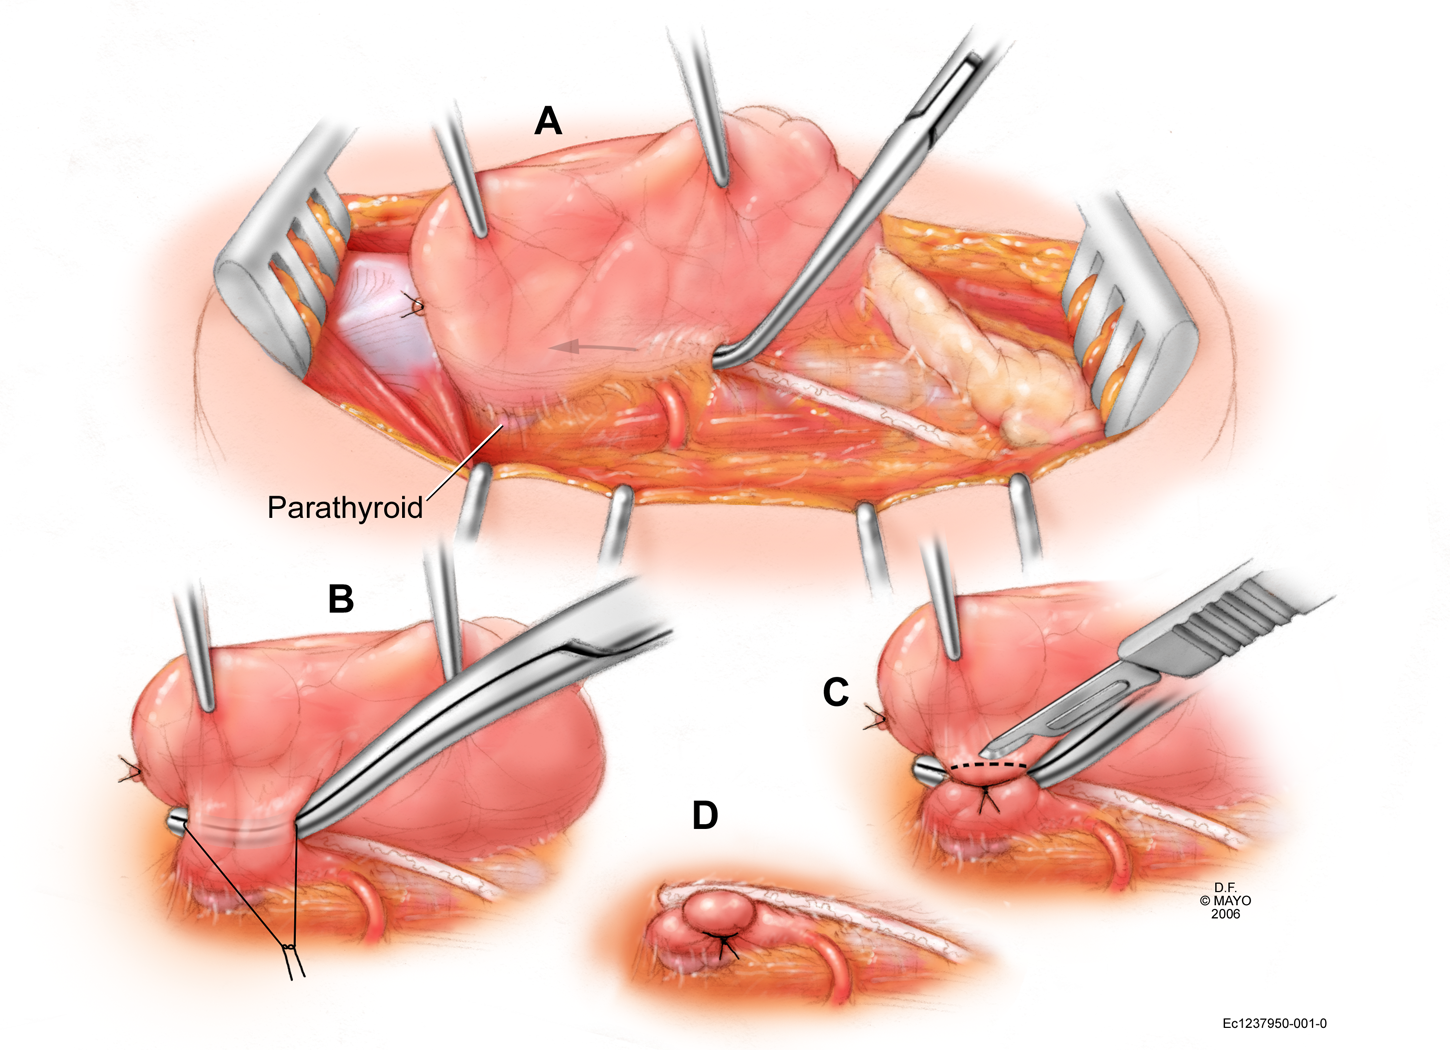 A
Parathyroid
B
C
D
D.F.
© MAYO
2006
Ec1237950-001-0